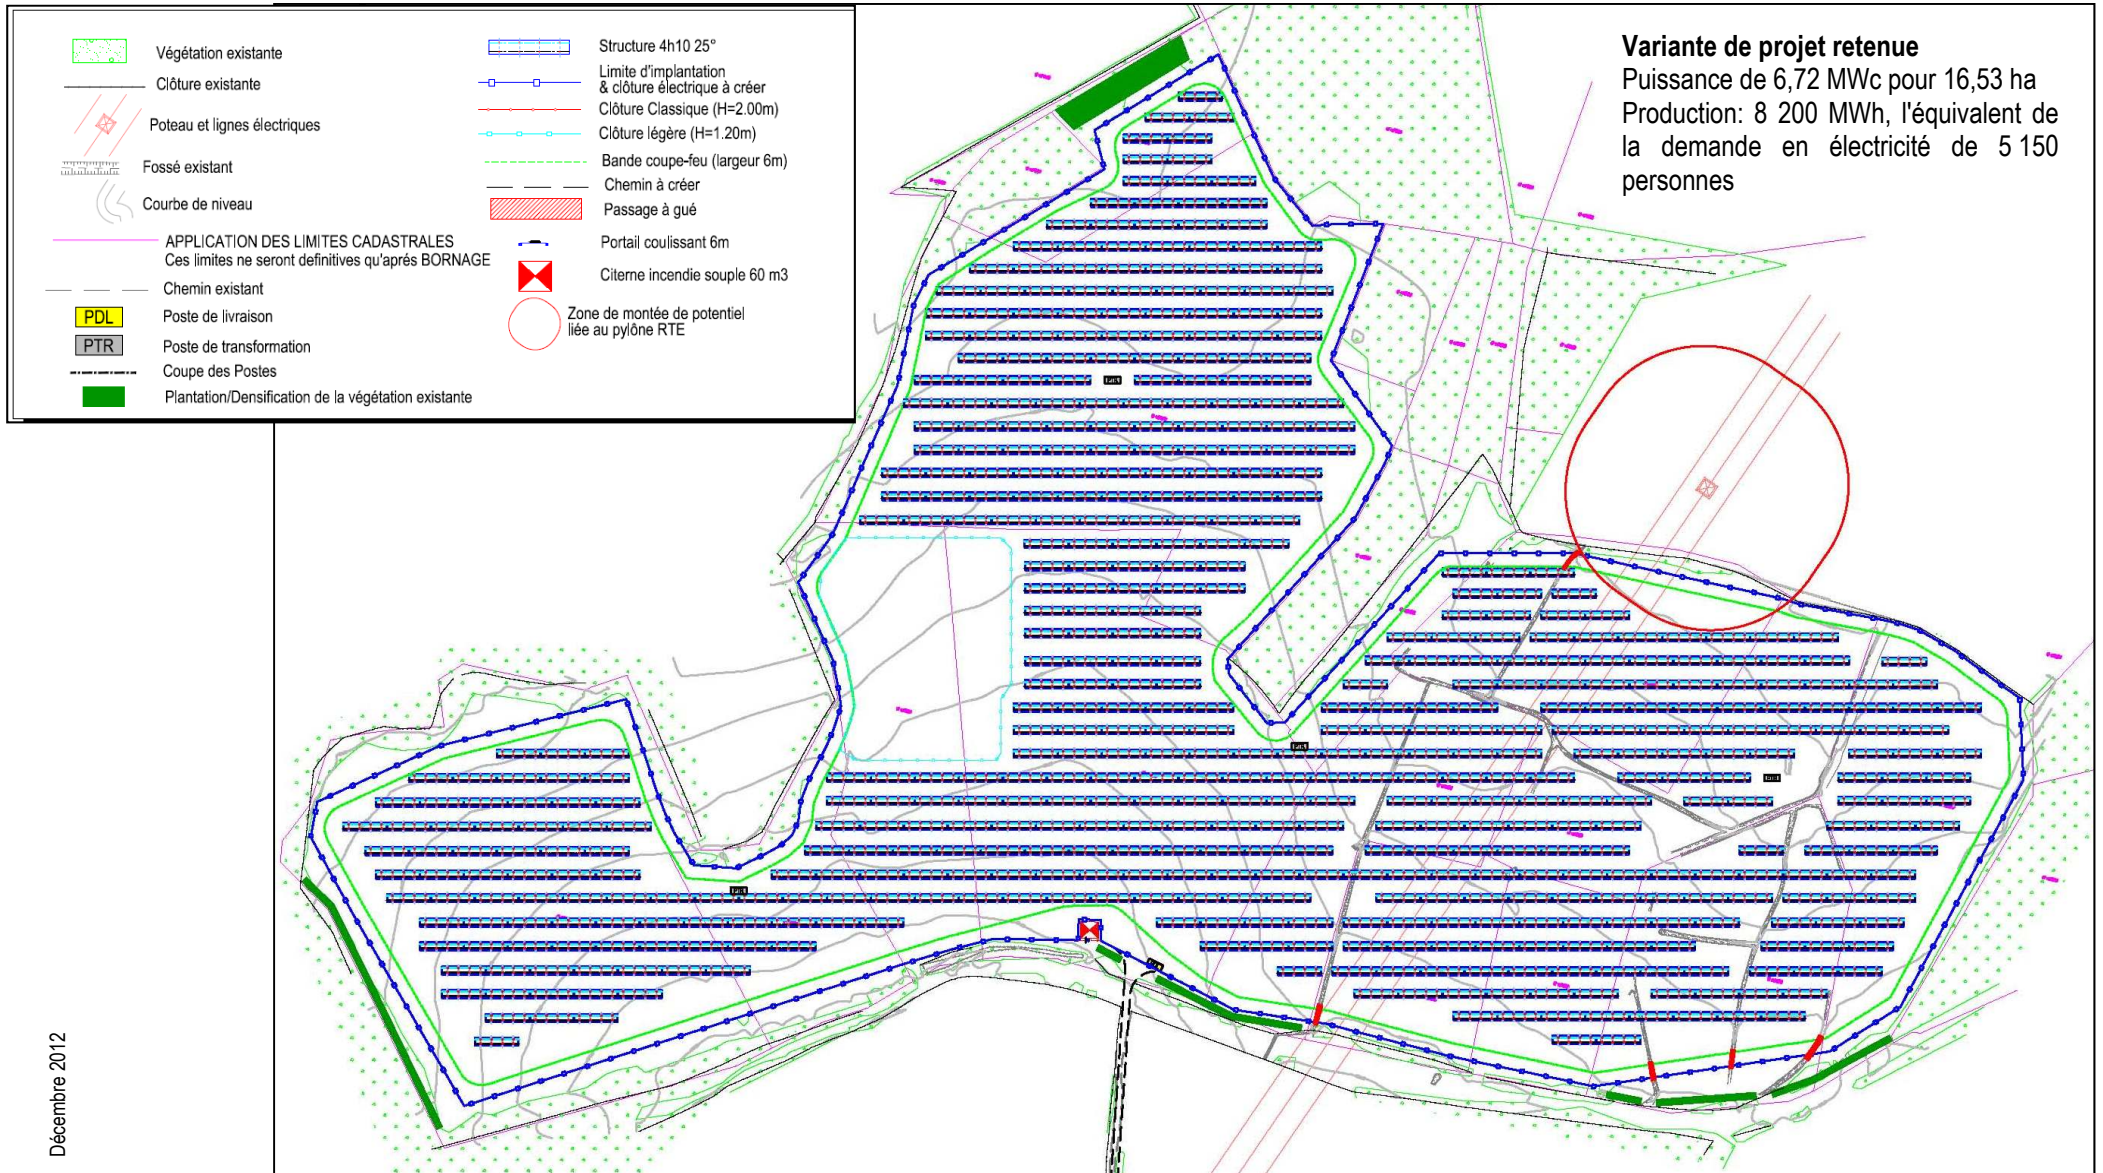 Végétation existante
Clôture existante
Poteau et lignes électriques
Fossé existant
Courbe de niveau
APPLICATION DES LIMITES CADASTRALES
Ces limites ne seront definitives qu'aprés BORNAGE
Chemin existant
PDL Poste de livraison
PTR Poste de transformation
Coupe des Postes
Plantation/Densification de la végétation existante
Structure 4h10 25°
Limite d'implantation
& clôture électrique à créer
Clôture Classique (H=2.00m)
Clôture légère (H=1.20m)
Bande coupe-feu (largeur 6m)
Chemin à créer
Passage à gué
Portail coulissant 6m
Citerne incendie souple 60 m3
Zone de montée de potentiel
liée au pylône RTE
Variante de projet retenue
Puissance de 6,72 MWc pour 16,53 ha
Production: 8 200 MWh, l'équivalent de
la demande en électricité de 5 150
personnes
Décembre 2012